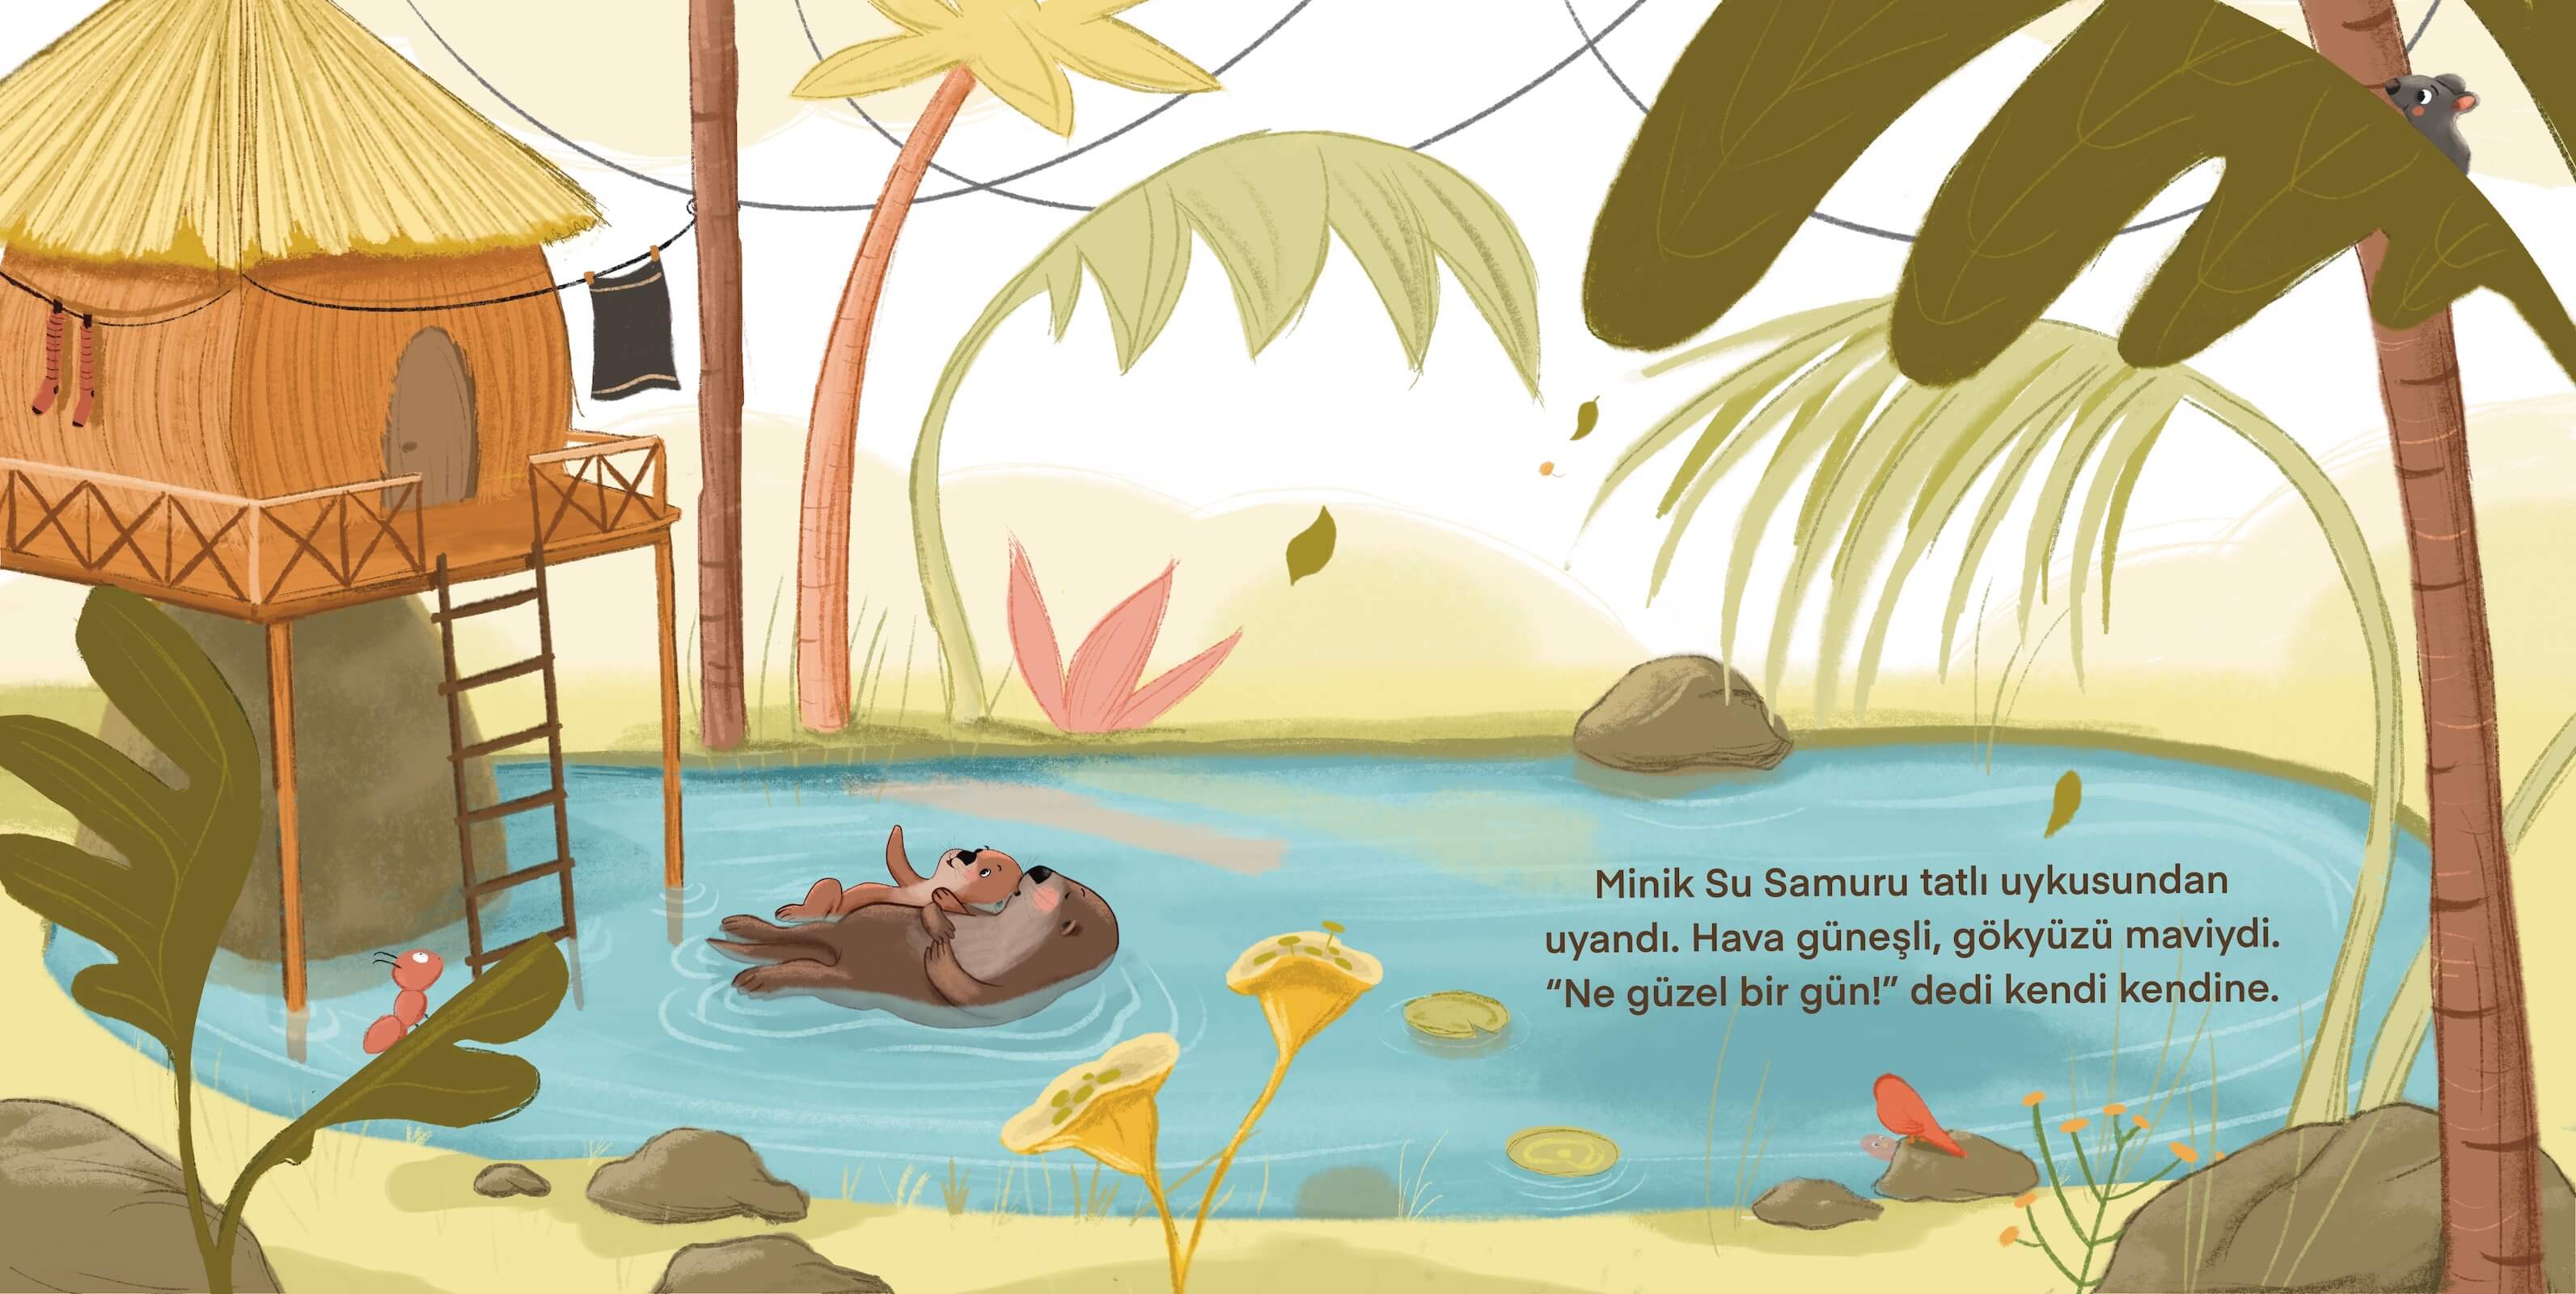 Minik Su Samuru tatlı uykusundan
uyandı. Hava güneşli, gökyüzü maviydi.
“Ne güzel bir gün!” dedi kendi kendine.